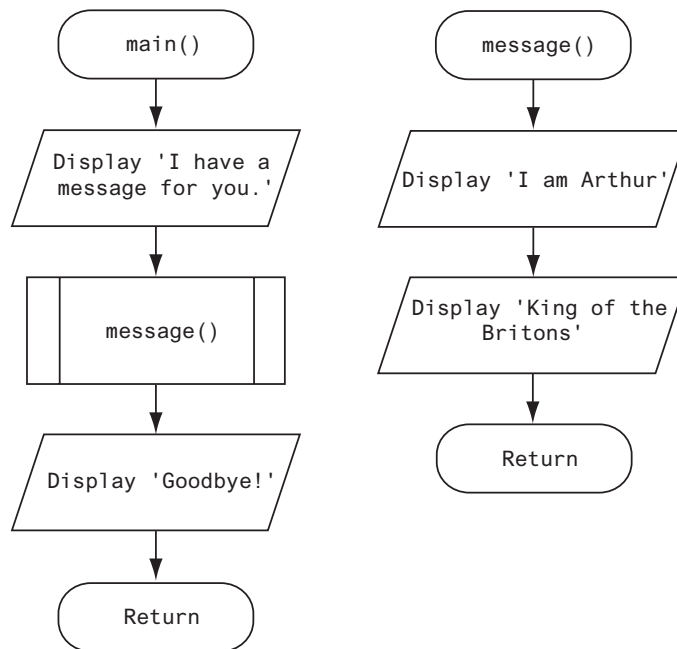 main()
Display 'I have a
message for you.'
message()
Display 'Goodbye!'
Return
message()
Display 'I am Arthur'
Display 'King of the
Britons'
Return